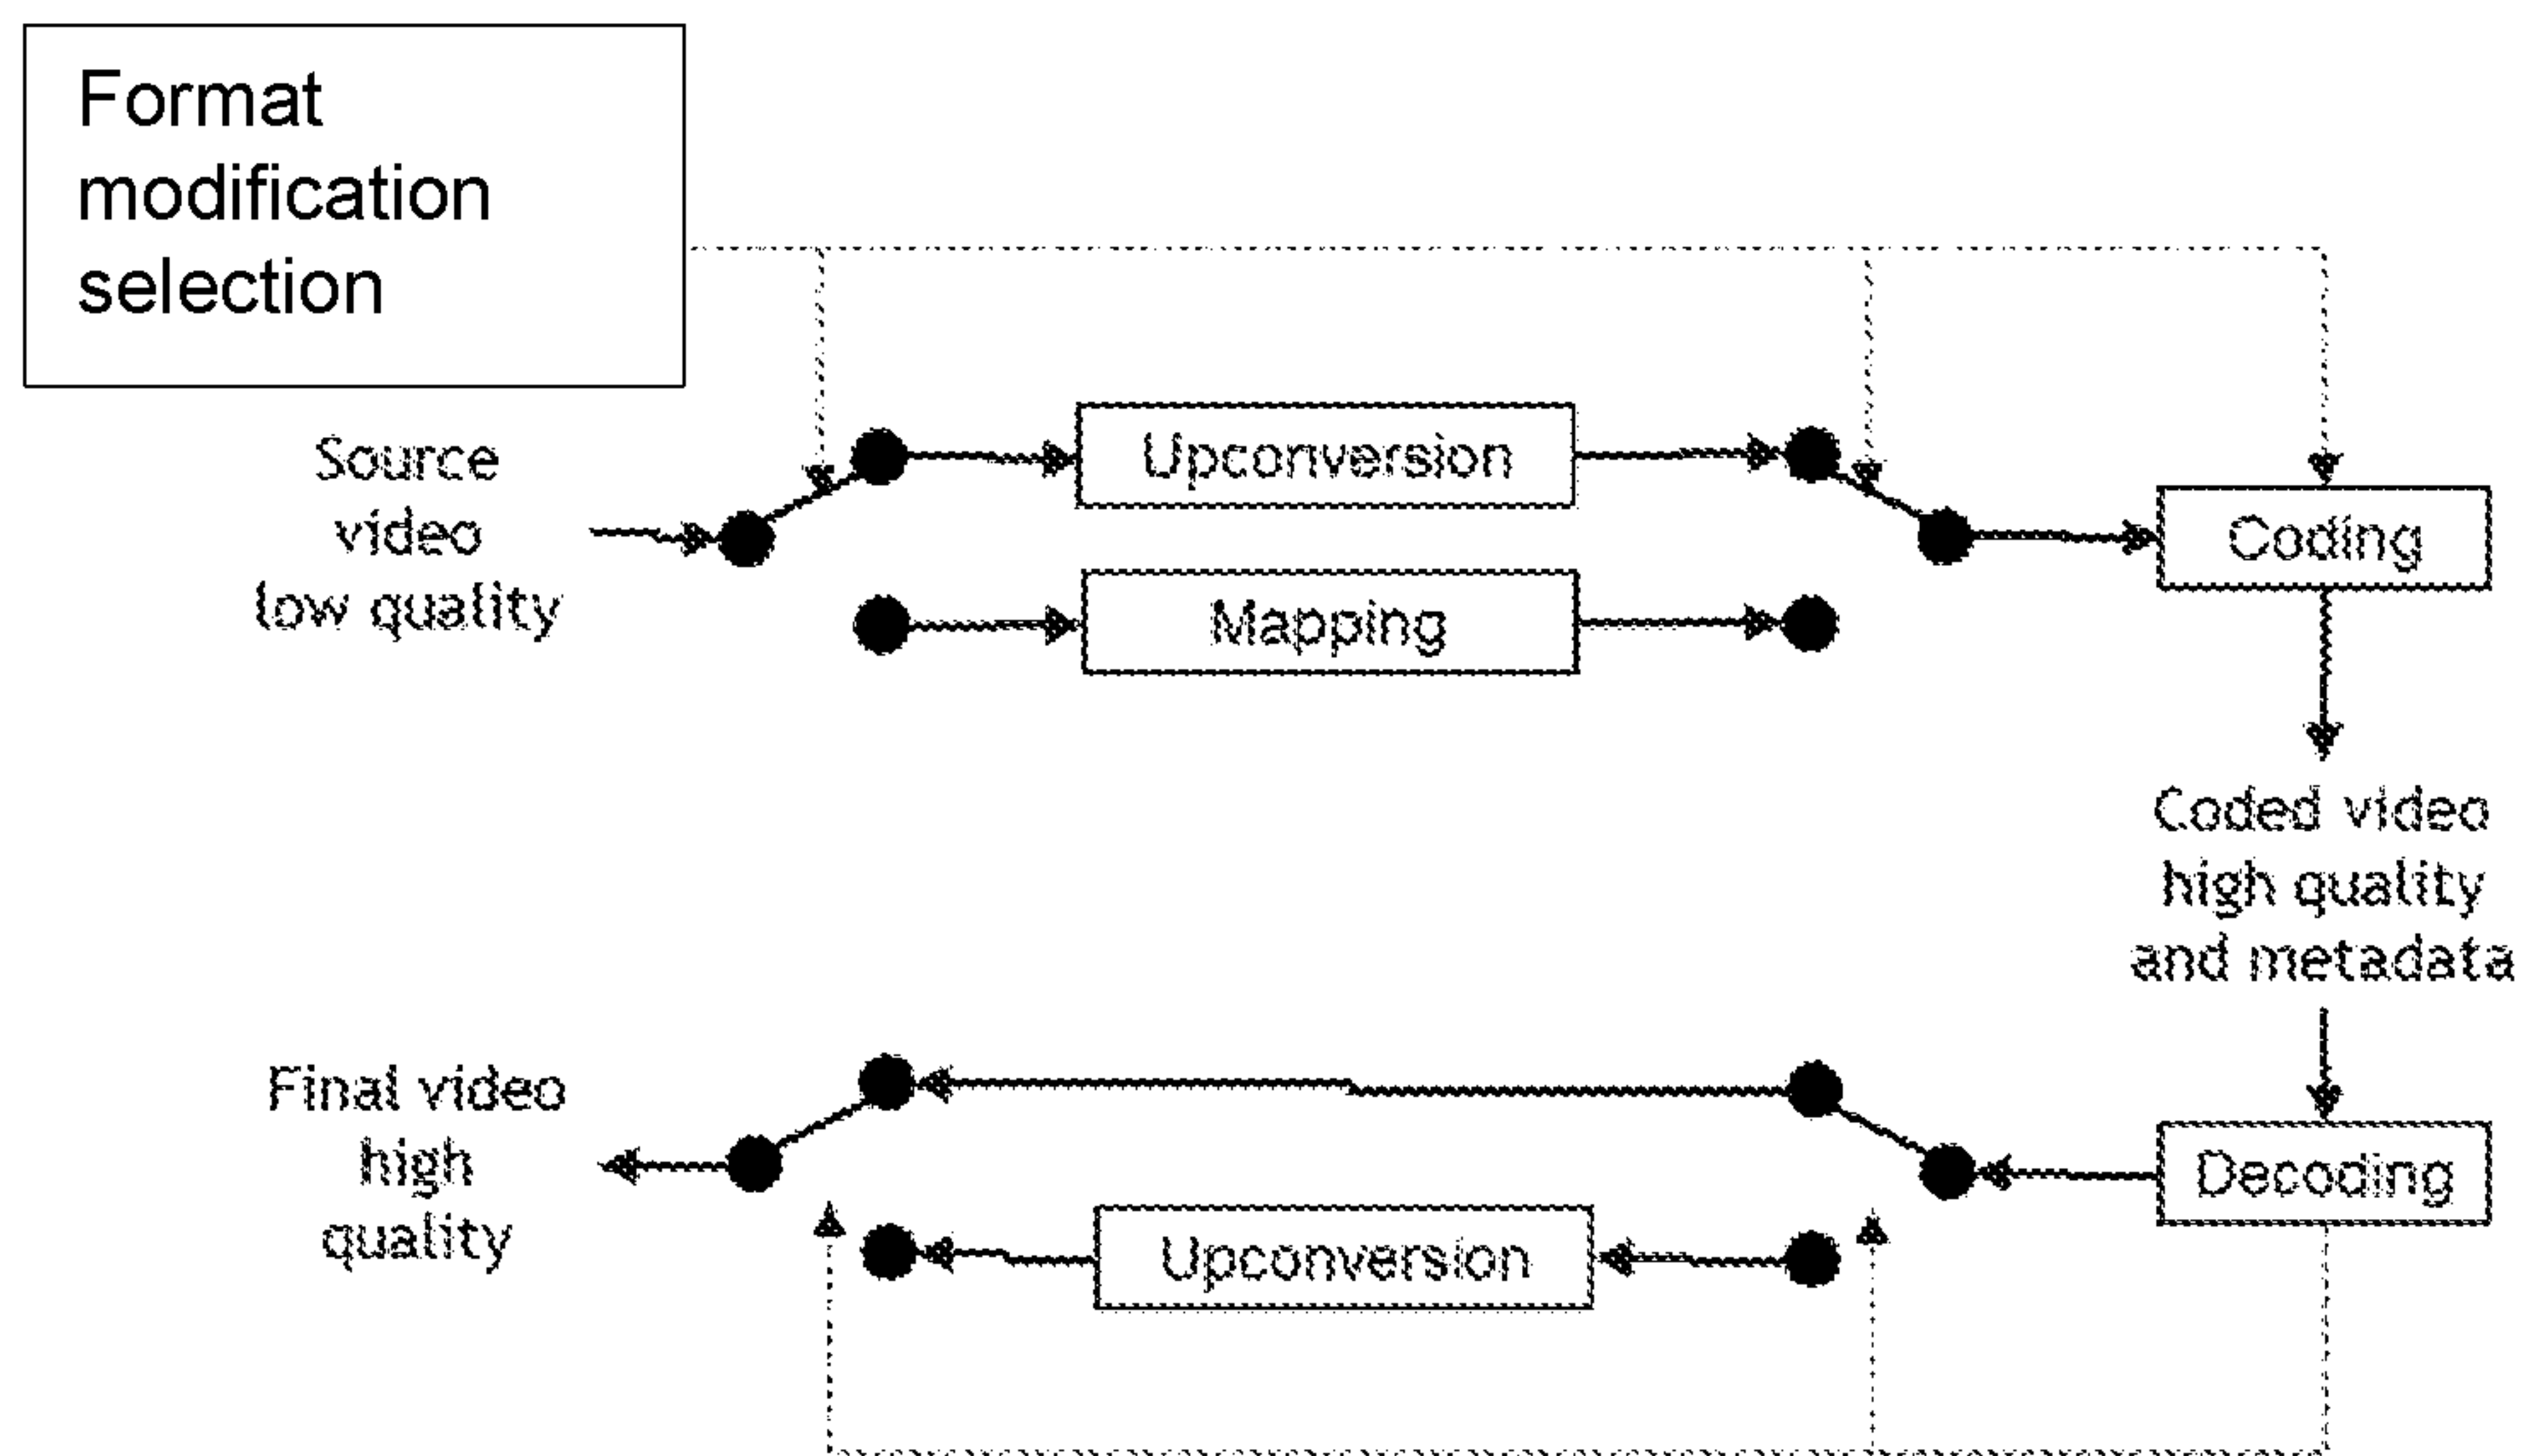 Format
modification
selection
Source
video
low quality
Upconversion
Mapping
Coding
Coded video
high quality
and metadata
Decoding
Upconversion
Final video
high
quality